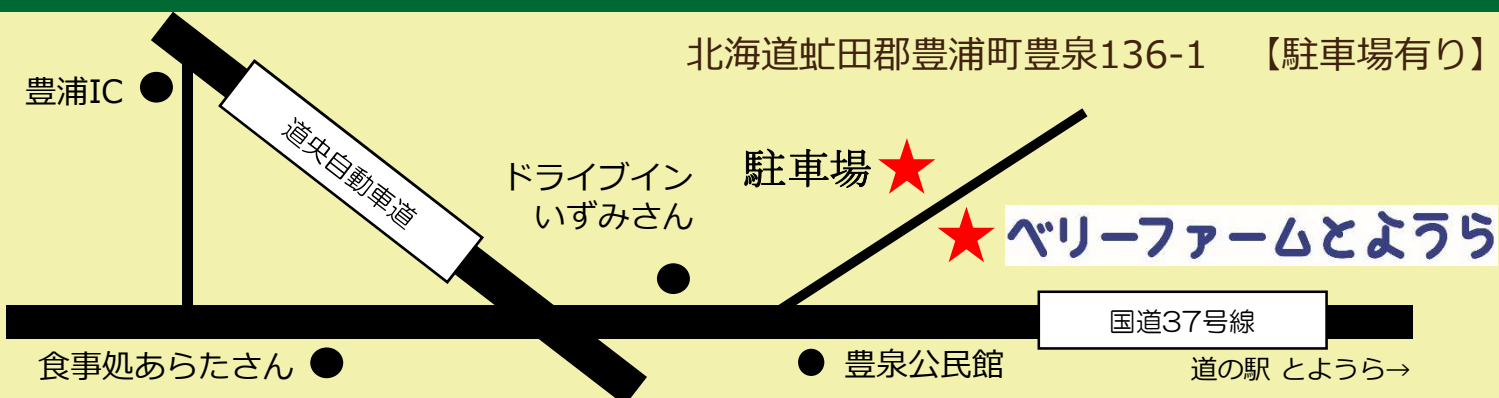 北海道虻田郡豊浦町豊泉136-1　【駐車場有り】
豊浦IC
道央自動車道
ドライブイン
いずみさん
駐車場
ベリーファームとようら
国道37号線
食事処あらたさん
豊泉公民館
道の駅 とようら→